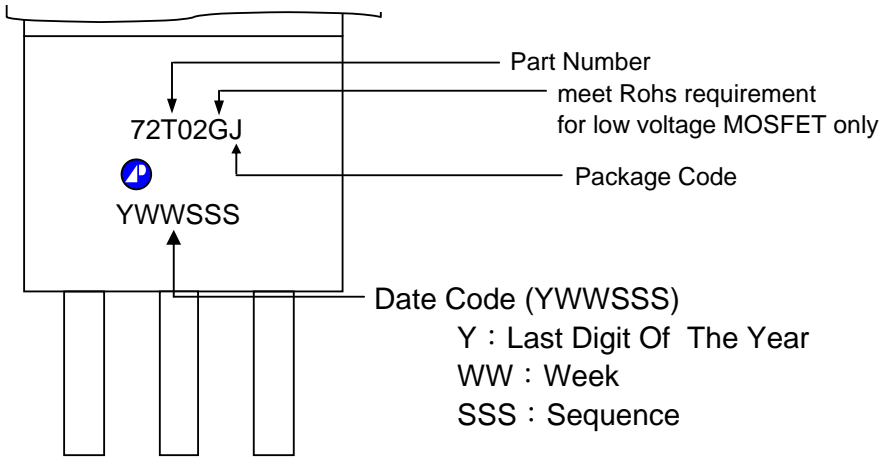 Part Number
meet Rohs requirement
for low voltage MOSFET only
72T02GJ
Package Code
YWWSSS
Date Code (YWWSSS)
Y：Last Digit Of The Year
WW：Week
SSS：Sequence